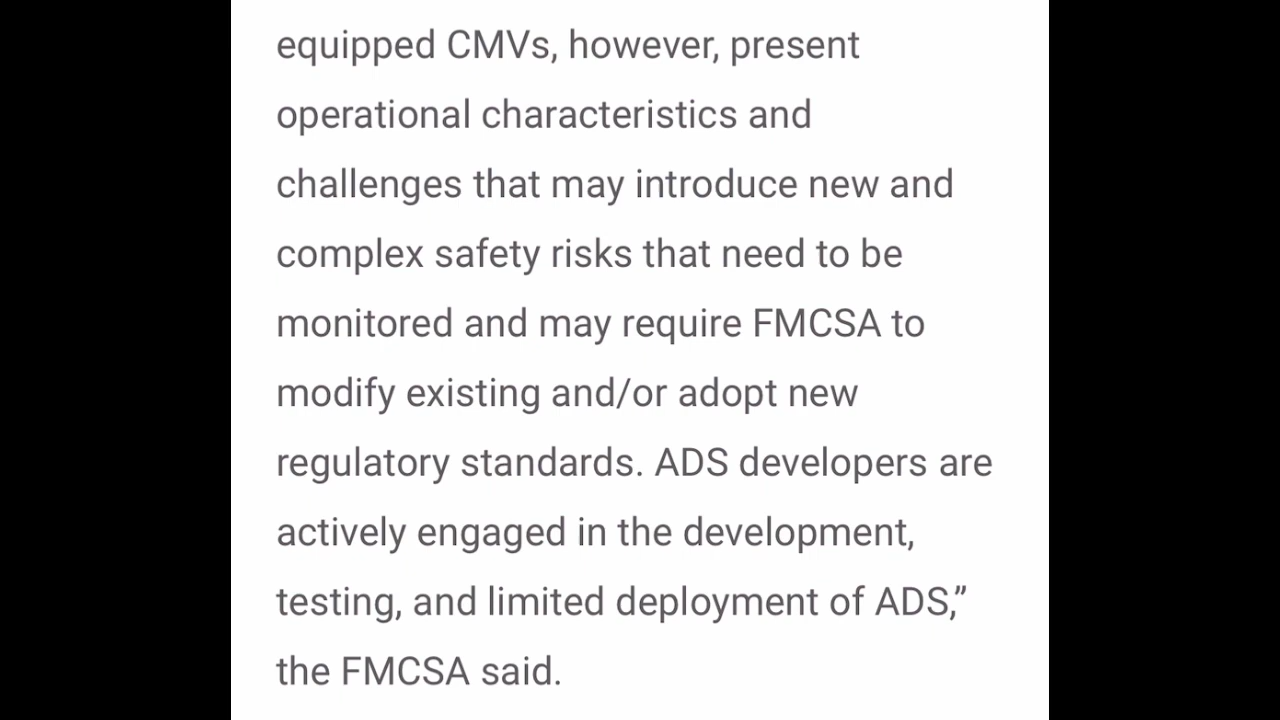 equipped CMVs, however, present
operational characteristics and
challenges that may introduce new and
complex safety risks that need to be
monitored and may require FMCSA to
modify existing and/or adopt new
regulatory standards. ADS developers are
actively engaged in the development,
testing, and limited deployment of ADS,”
the FMCSA said.